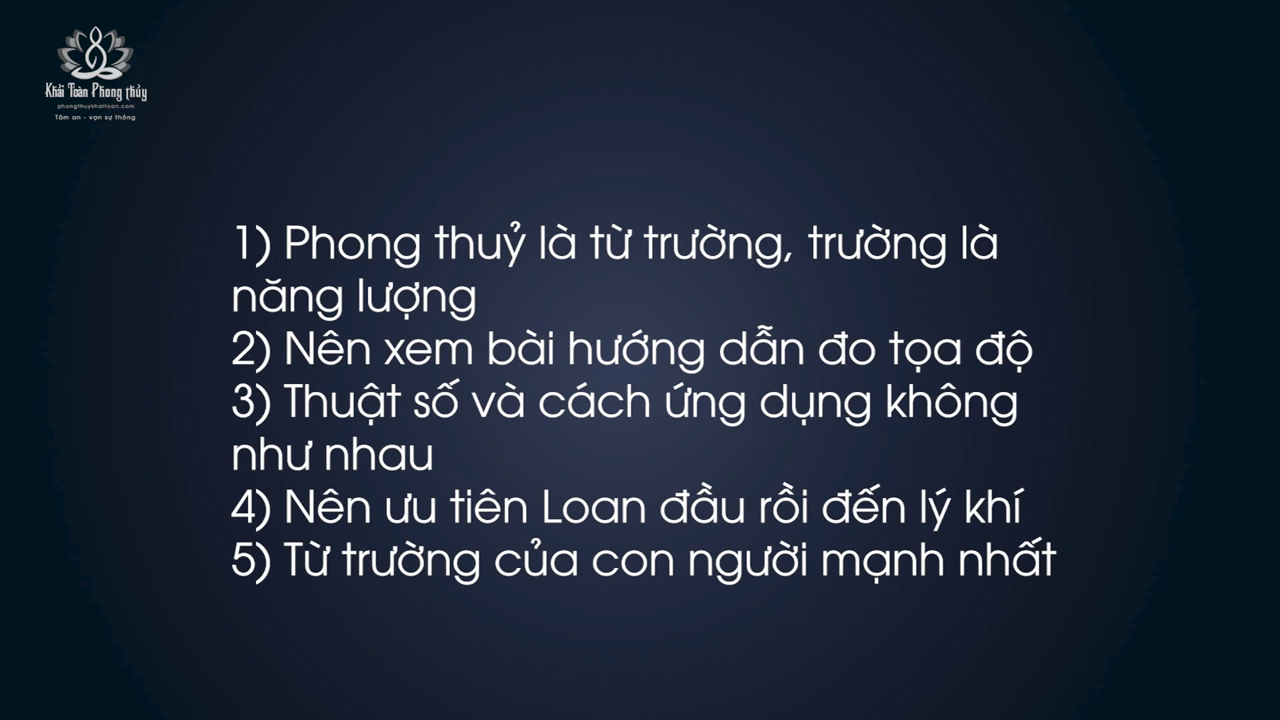 Khải Toàn Phong thủy
phongthuykhaitoan.com
Tâm an - vạn sự thông
1) Phong thuỷ là từ trường, trường là
năng lượng
2) Nên xem bài hướng dẫn đo tọa độ
3) Thuật số và cách ứng dụng không
như nhau
4) Nên ưu tiên Loan đầu rồi đến lý khí
5) Từ trường của con người mạnh nhất